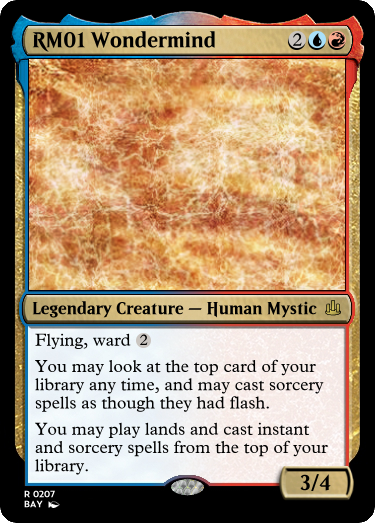 RM01 Wondermind 2
Legendary Creature — Human Mystic
Flying, ward 2
You may look at the top card of your
library any time, and may cast sorcery
spells as though they had flash.
You may play lands and cast instant
and sorcery spells from the top of your
library.
3/4
R 0207
BAY